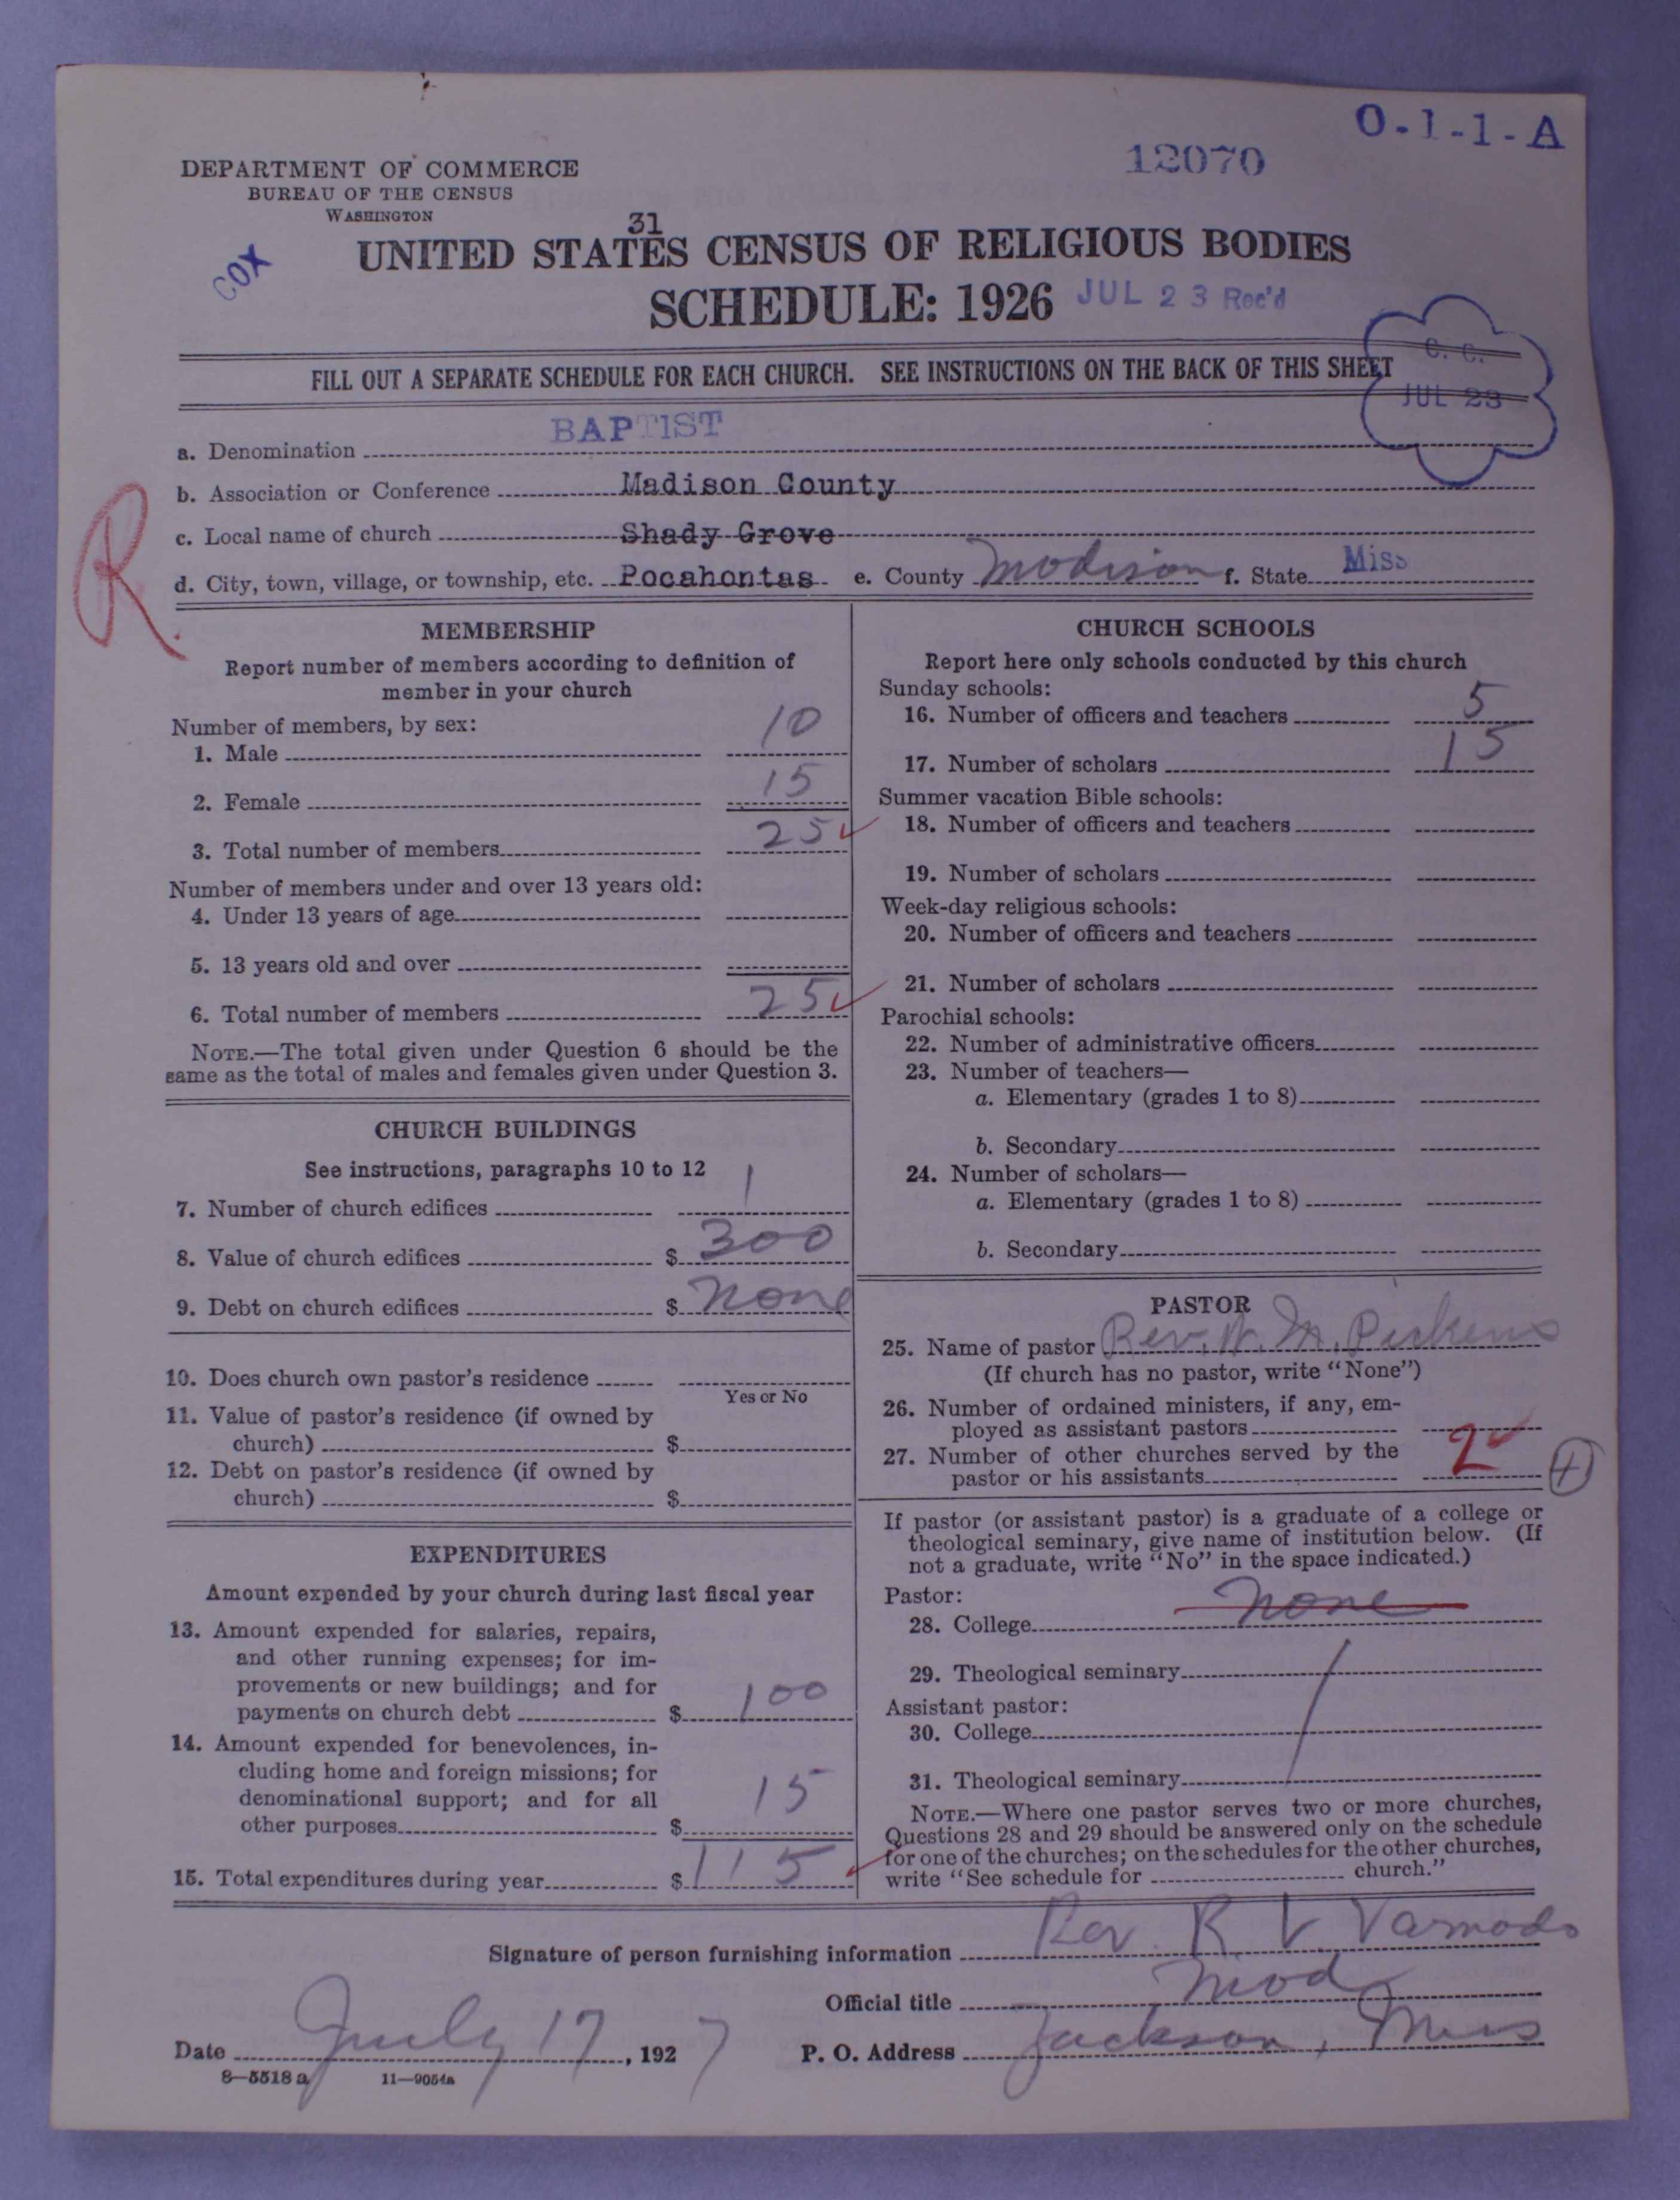 O-1-1-A
12070
DEPARTMENT OF COMMERCE
BUREAU OF THE CENSUS
WASHINGTON
COX
31
UNITED STATES CENSUS OF RELIGIOUS BODIES
SCHEDULE: 1926 JUL 23 Rec'd
FILL OUT A SEPARATE SCHEDULE FOR EACH CHURCH. SEE INSTRUCTIONS ON THE BACK OF THIS SHEET
C. C.
JUL 23
a. Denomination BAPTIST
b. Association or Conference Madison County
c. Local name of church Shady Grove
d. City, town, village, or township, etc. Pocahontas e. County Madison f. State Miss
R.
MEMBERSHIP
Report number of members according to definition of
member in your church
Number of members, by sex:
1. Male 10
2. Female 15
3. Total number of members 25
Number of members under and over 13 years old:
4. Under 13 years of age
5. 13 years old and over
6. Total number of members 25
NOTE.—The total given under Question 6 should be the
same as the total of males and females given under Question 3.
CHURCH BUILDINGS
See instructions, paragraphs 10 to 12
7. Number of church edifices 1
8. Value of church edifices $ 300
9. Debt on church edifices $ none
10. Does church own pastor's residence
Yes or No
11. Value of pastor's residence (if owned by
church) $
12. Debt on pastor's residence (if owned by
church) $
EXPENDITURES
Amount expended by your church during last fiscal year
13. Amount expended for salaries, repairs,
and other running expenses; for im-
provements or new buildings; and for
payments on church debt $ 100
14. Amount expended for benevolences, in-
cluding home and foreign missions; for
denominational support; and for all
other purposes $ 15
15. Total expenditures during year $ 115
CHURCH SCHOOLS
Report here only schools conducted by this church
Sunday schools:
16. Number of officers and teachers 5
17. Number of scholars 15
Summer vacation Bible schools:
18. Number of officers and teachers
19. Number of scholars
Week-day religious schools:
20. Number of officers and teachers
21. Number of scholars
Parochial schools:
22. Number of administrative officers
23. Number of teachers—
a. Elementary (grades 1 to 8)
b. Secondary
24. Number of scholars—
a. Elementary (grades 1 to 8)
b. Secondary
PASTOR
25. Name of pastor Rev. M.
(If church has no pastor, write "None")
26. Number of ordained ministers, if any, em-
ployed as assistant pastors
27. Number of other churches served by the
pastor or his assistants 2
If pastor (or assistant pastor) is a graduate of a college or
theological seminary, give name of institution below. (If
not a graduate, write "No" in the space indicated.)
Pastor:
28. College none
29. Theological seminary
Assistant pastor:
30. College
31. Theological seminary
NOTE.—Where one pastor serves two or more churches,
Questions 28 and 29 should be answered only on the schedule
for one of the churches; on the schedules for the other churches,
write "See schedule for church."
Signature of person furnishing information Rev. R. V. Varnado
Official title Mod
Date July 17, 1927 P. O. Address Jackson, Miss
8—5518 a 11—9054a